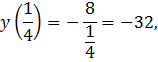 y(1/4) = −8/(1/4) = −32,